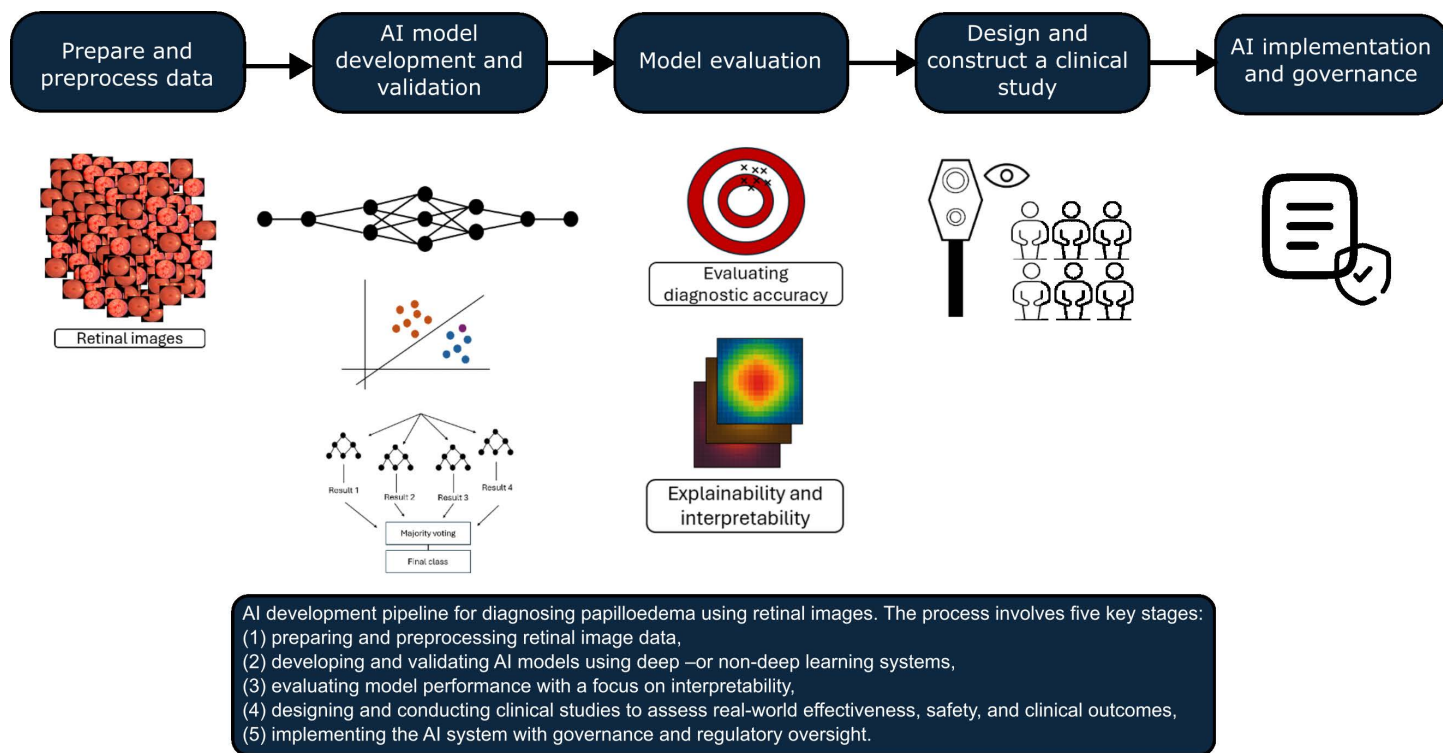 Prepare and
preprocess data
AI model
development and
validation
Model evaluation
Design and
construct a clinical
study
AI implementation
and governance
Retinal images
Result 1
Result 2
Result 3
Result 4
Majority voting
Final class
Evaluating
diagnostic accuracy
Explainability and
interpretability
AI development pipeline for diagnosing papilloedema using retinal images. The process involves five key stages:
(1) preparing and preprocessing retinal image data,
(2) developing and validating AI models using deep –or non-deep learning systems,
(3) evaluating model performance with a focus on interpretability,
(4) designing and conducting clinical studies to assess real-world effectiveness, safety, and clinical outcomes,
(5) implementing the AI system with governance and regulatory oversight.